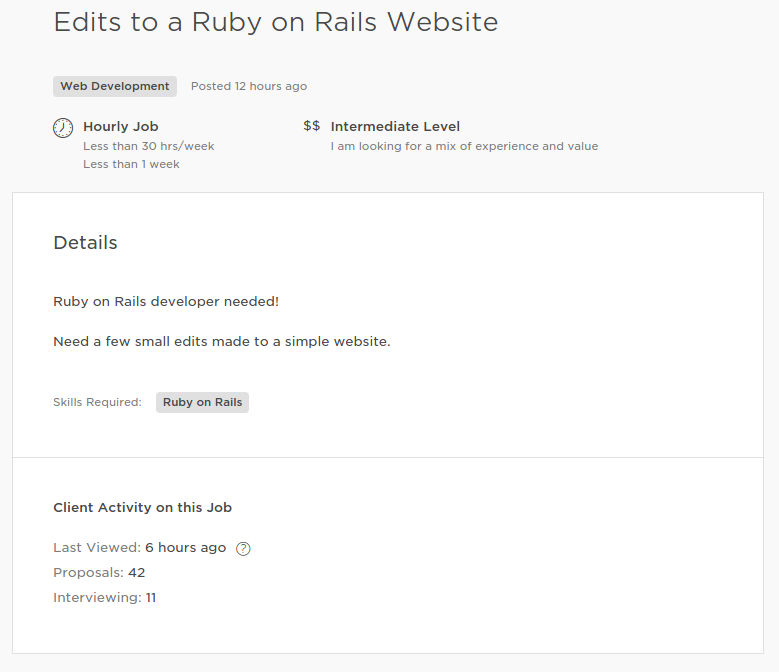 Edits to a Ruby on Rails Website
Web Development Posted 12 hours ago
Hourly Job
Less than 30 hrs/week
Less than 1 week
$$ Intermediate Level
I am looking for a mix of experience and value
Details
Ruby on Rails developer needed!
Need a few small edits made to a simple website.
Skills Required: Ruby on Rails
Client Activity on this Job
Last Viewed: 6 hours ago ?
Proposals: 42
Interviewing: 11